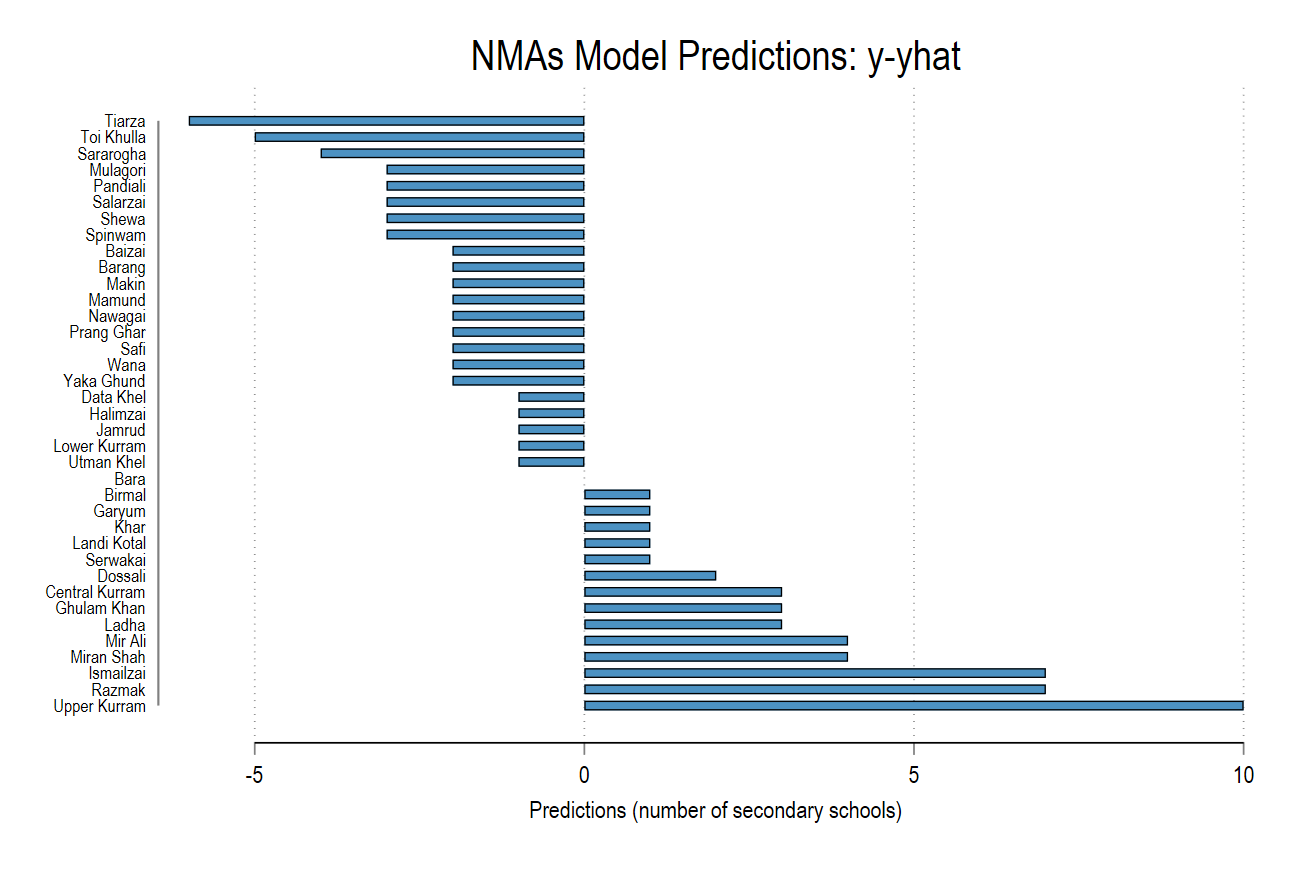 NMAs Model Predictions: y-yhat
Tiarza
Toi Khulla
Sararogha
Mulagori
Pandiali
Salarzai
Shewa
Spinwam
Baizai
Barang
Makin
Mamund
Nawagai
Prang Ghar
Safi
Wana
Yaka Ghund
Data Khel
Halimzai
Jamrud
Lower Kurram
Utman Khel
Bara
Birmal
Garyum
Khar
Landi Kotal
Serwakai
Dossali
Central Kurram
Ghulam Khan
Ladha
Mir Ali
Miran Shah
Ismailzai
Razmak
Upper Kurram
-5 0 5 10
Predictions (number of secondary schools)